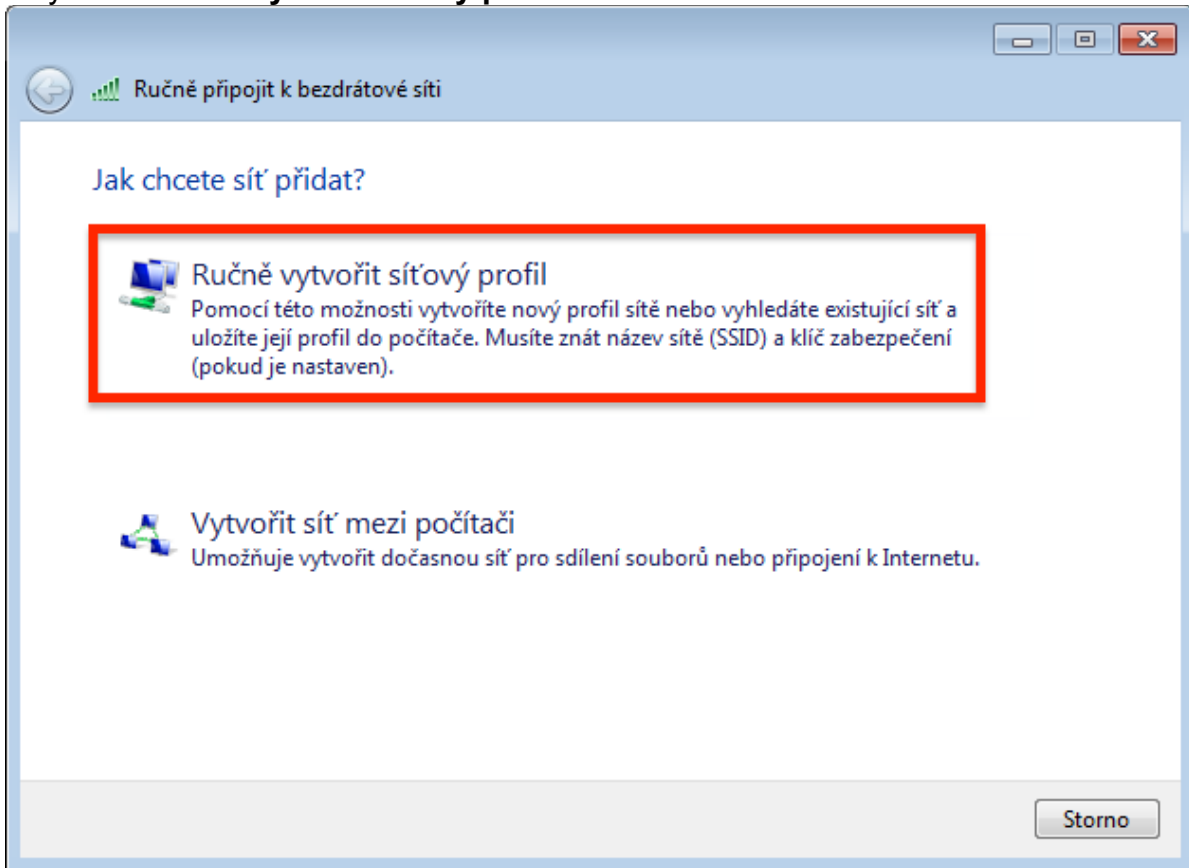 Ručně připojit k bezdrátové síti
Jak chcete síť přidat?
Ručně vytvořit síťový profil
Pomocí této možnosti vytvoříte nový profil sítě nebo vyhledáte existující síť a
uložíte její profil do počítače. Musíte znát název sítě (SSID) a klíč zabezpečení
(pokud je nastaven).
Vytvořit síť mezi počítači
Umožňuje vytvořit dočasnou síť pro sdílení souborů nebo připojení k Internetu.
Storno